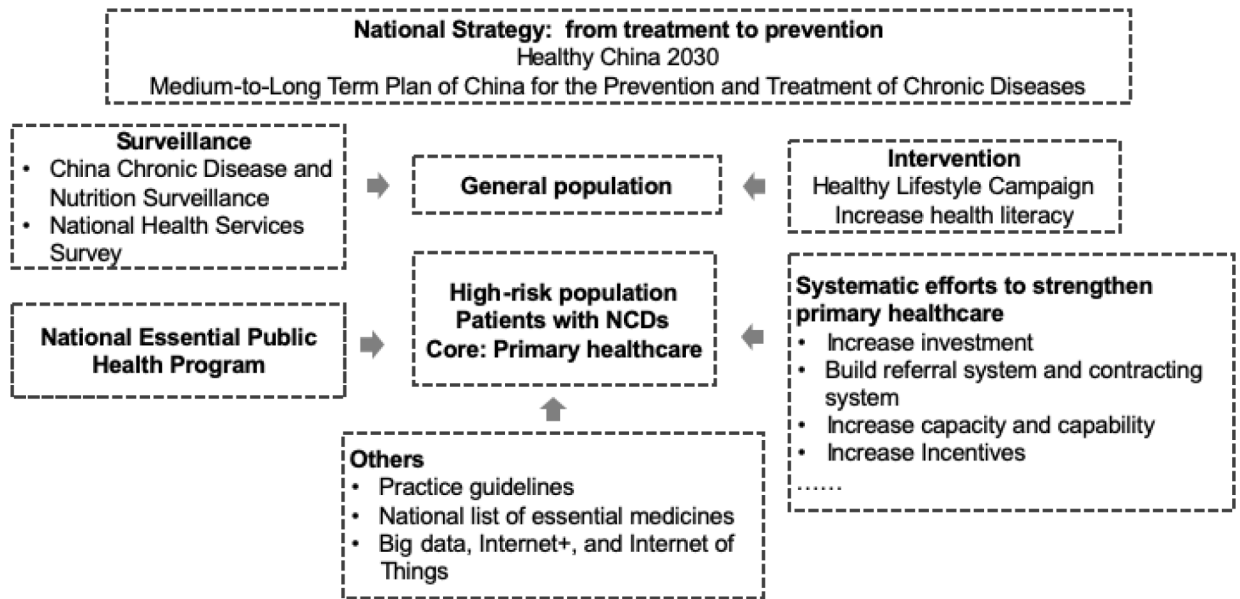 National Strategy: from treatment to prevention
Healthy China 2030
Medium-to-Long Term Plan of China for the Prevention and Treatment of Chronic Diseases
Surveillance
• China Chronic Disease and
Nutrition Surveillance
• National Health Services
Survey
General population
Intervention
Healthy Lifestyle Campaign
Increase health literacy
National Essential Public
Health Program
High-risk population
Patients with NCDs
Core: Primary healthcare
Systematic efforts to strengthen
primary healthcare
• Increase investment
• Build referral system and contracting
system
• Increase capacity and capability
• Increase Incentives
……
Others
• Practice guidelines
• National list of essential medicines
• Big data, Internet+, and Internet of
Things